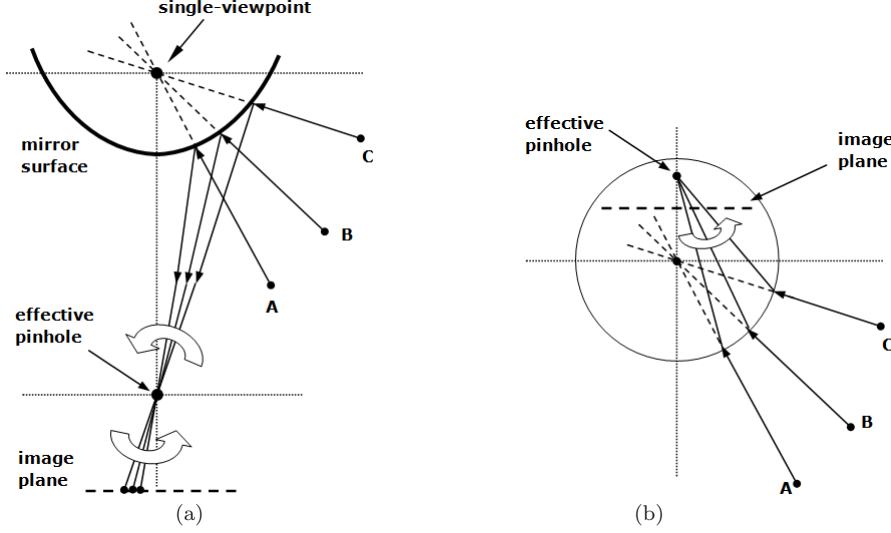 single-viewpoint
mirror
surface
C
B
A
effective
pinhole
image
plane
(a)
effective
pinhole
image
plane
C
B
A
(b)